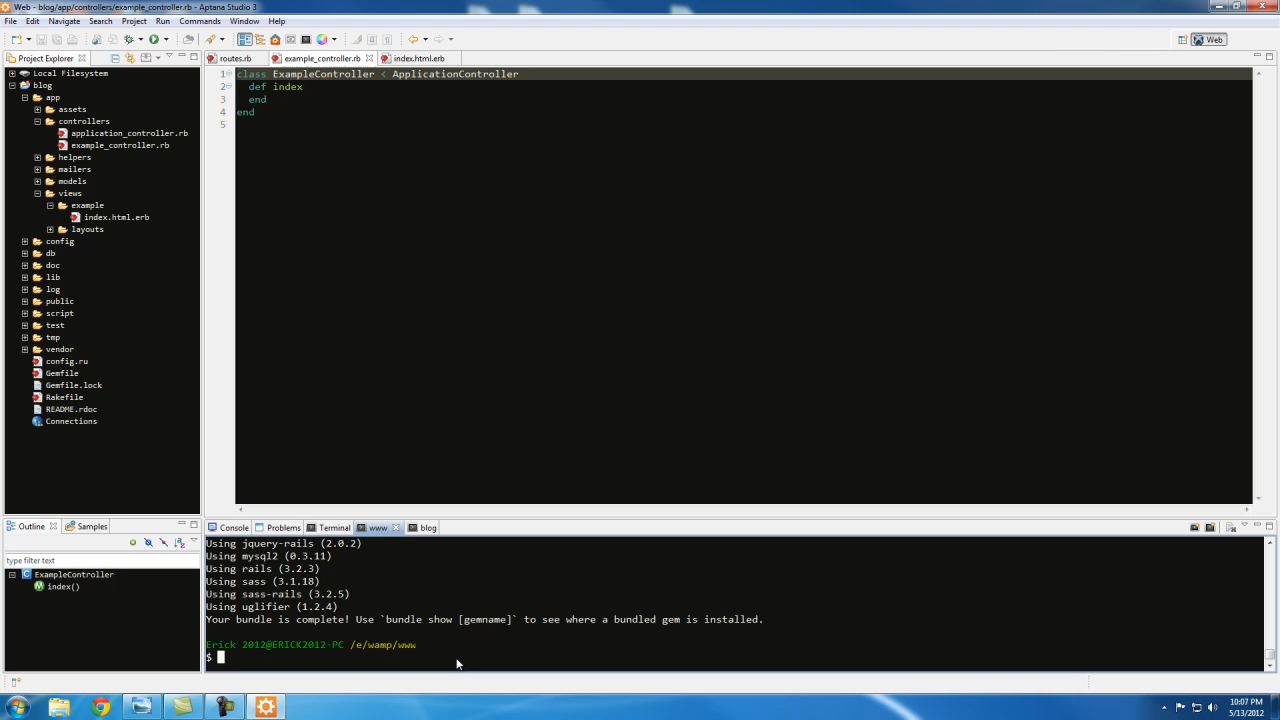 Web - blog/app/controllers/example_controller.rb - Aptana Studio 3
File Edit Navigate Search Project Run Commands Window Help
Web
Project Explorer
Local Filesystem
blog
app
assets
controllers
application_controller.rb
example_controller.rb
helpers
mailers
models
views
example
index.html.erb
layouts
config
db
doc
lib
log
public
script
test
tmp
vendor
config.ru
Gemfile
Gemfile.lock
Rakefile
README.rdoc
Connections
routes.rb example_controller.rb index.html.erb
1 class ExampleController < ApplicationController
2 def index
3 end
4 end
5
Outline Samples
type filter text
ExampleController
index()
Console Problems Terminal www blog
Using jquery-rails (2.0.2)
Using mysql2 (0.3.11)
Using rails (3.2.3)
Using sass (3.1.18)
Using sass-rails (3.2.5)
Using uglifier (1.2.4)
Your bundle is complete! Use `bundle show [gemname]` to see where a bundled gem is installed.
Erick 2012@ERICK2012-PC /e/wamp/www
$
10:07 PM
5/13/2012